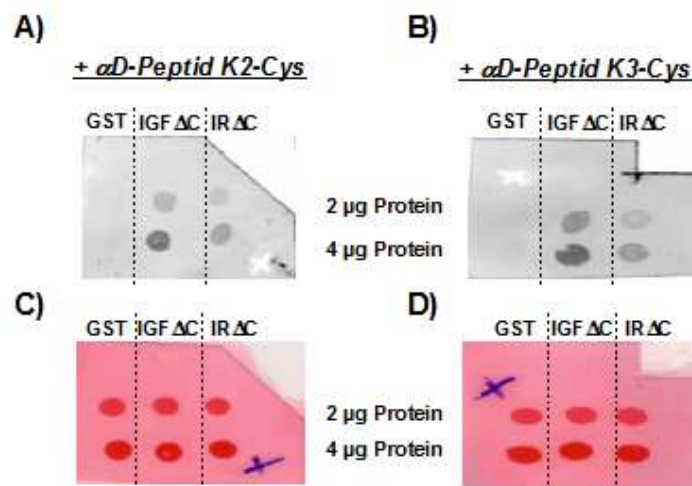 A)
+ αD-Peptid K2-Cys
GST IGF ΔC IR ΔC
B)
+ αD-Peptid K3-Cys
GST IGF ΔC IR ΔC
2 µg Protein
4 µg Protein
C)
GST IGF ΔC IR ΔC
D)
GST IGF ΔC IR ΔC
2 µg Protein
4 µg Protein